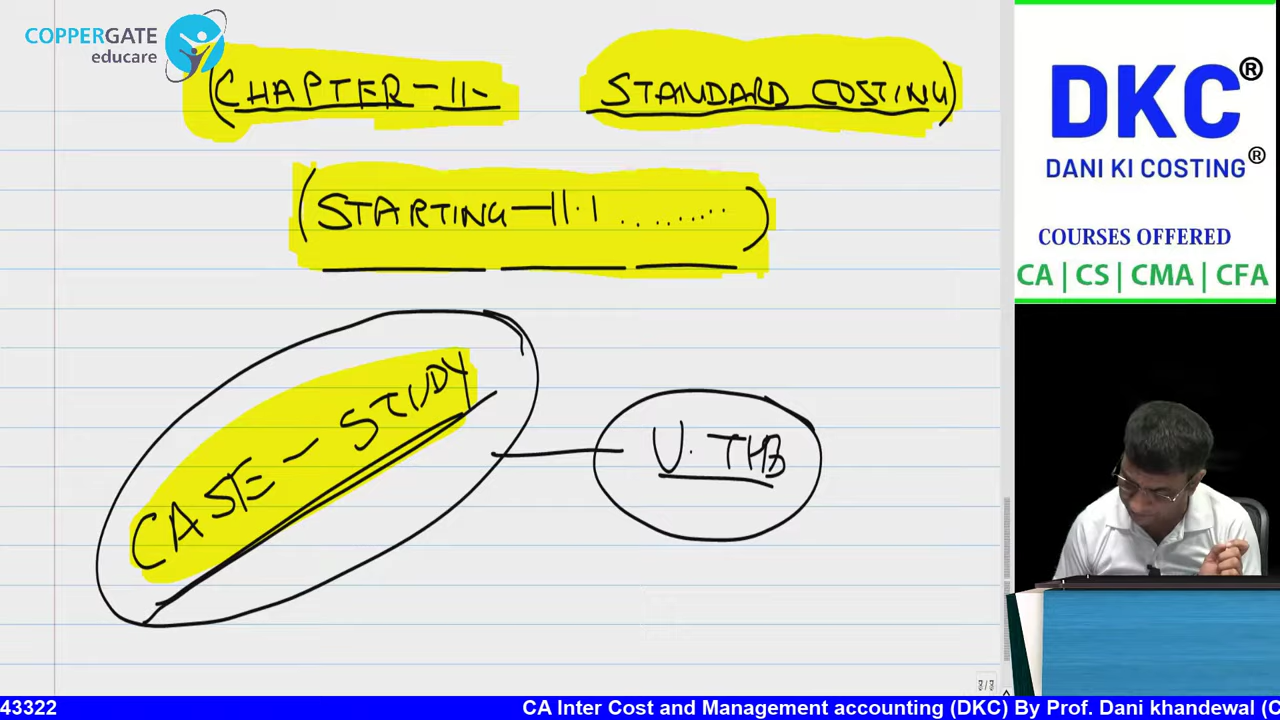 COPPERGATE
educare
(CHAPTER-11- STANDARD COSTING)
(STARTING-11.1 .........)
CASE - STUDY
U. THB
DKC®
DANI KI COSTING®
COURSES OFFERED
CA | CS | CMA | CFA
43322 CA Inter Cost and Management accounting (DKC) By Prof. Dani khandewal (C